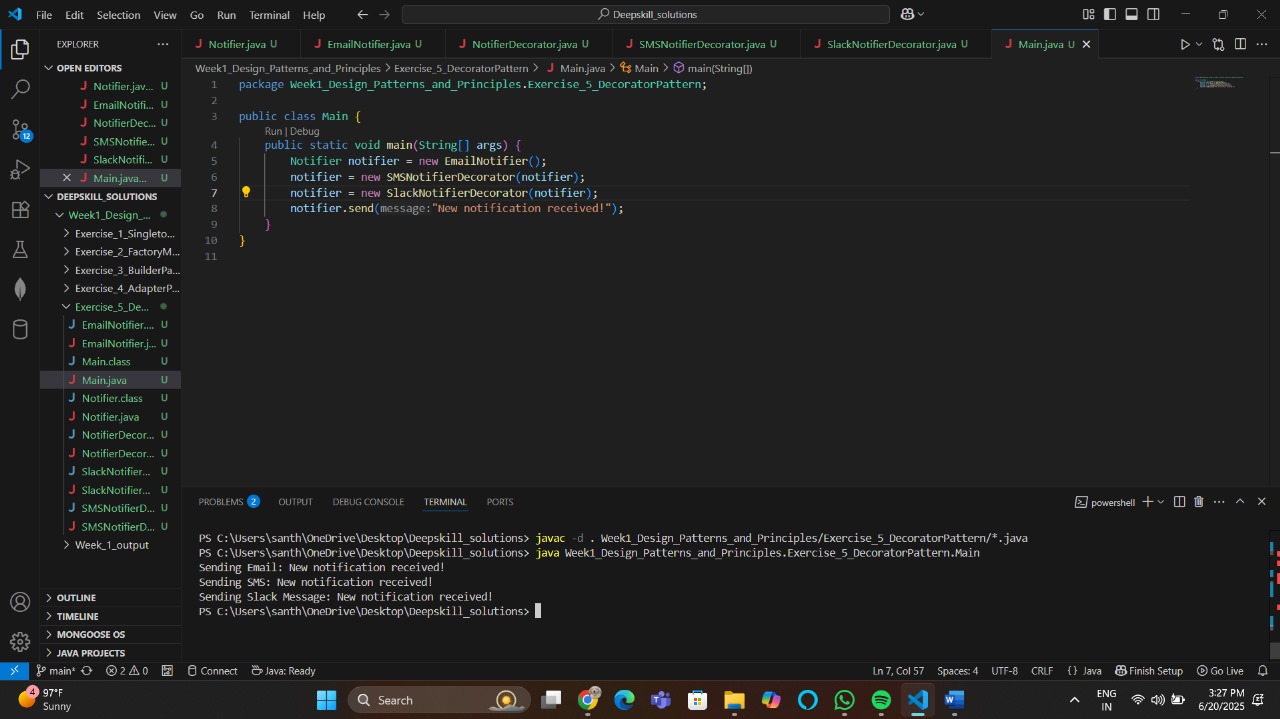 File Edit Selection View Go Run Terminal Help
Deepskill_solutions
EXPLORER
OPEN EDITORS
Notifier.jav... U
EmailNotifi... U
NotifierDec... U
SMSNotifie... U
SlackNotifi... U
Main.java... U
DEEPSKILL_SOLUTIONS
Week1_Design_...
Exercise_1_Singleto...
Exercise_2_FactoryM...
Exercise_3_BuilderPa...
Exercise_4_AdapterP...
Exercise_5_De...
EmailNotifier.... U
EmailNotifier.j... U
Main.class U
Main.java U
Notifier.class U
Notifier.java U
NotifierDecor... U
NotifierDecor... U
SlackNotifier... U
SlackNotifier... U
SMSNotifierD... U
SMSNotifierD... U
Week_1_output
OUTLINE
TIMELINE
MONGOOSE OS
JAVA PROJECTS
12
Notifier.java U EmailNotifier.java U NotifierDecorator.java U SMSNotifierDecorator.java U SlackNotifierDecorator.java U Main.java U
Week1_Design_Patterns_and_Principles > Exercise_5_DecoratorPattern > Main.java > Main > main(String[])
1 package Week1_Design_Patterns_and_Principles.Exercise_5_DecoratorPattern;
2
3 public class Main {
Run | Debug
4 public static void main(String[] args) {
5 Notifier notifier = new EmailNotifier();
6 notifier = new SMSNotifierDecorator(notifier);
7 notifier = new SlackNotifierDecorator(notifier);
8 notifier.send(message:"New notification received!");
9 }
10 }
11
PROBLEMS 2 OUTPUT DEBUG CONSOLE TERMINAL PORTS
powershell
PS C:\Users\santh\OneDrive\Desktop\Deepskill_solutions> javac -d . Week1_Design_Patterns_and_Principles/Exercise_5_DecoratorPattern/*.java
PS C:\Users\santh\OneDrive\Desktop\Deepskill_solutions> java Week1_Design_Patterns_and_Principles.Exercise_5_DecoratorPattern.Main
Sending Email: New notification received!
Sending SMS: New notification received!
Sending Slack Message: New notification received!
PS C:\Users\santh\OneDrive\Desktop\Deepskill_solutions>
main* 2 0 Connect Java: Ready Ln 7, Col 57 Spaces: 4 UTF-8 CRLF {} Java Finish Setup Go Live
4 97°F
Sunny
Search
ENG
IN
3:27 PM
6/20/2025